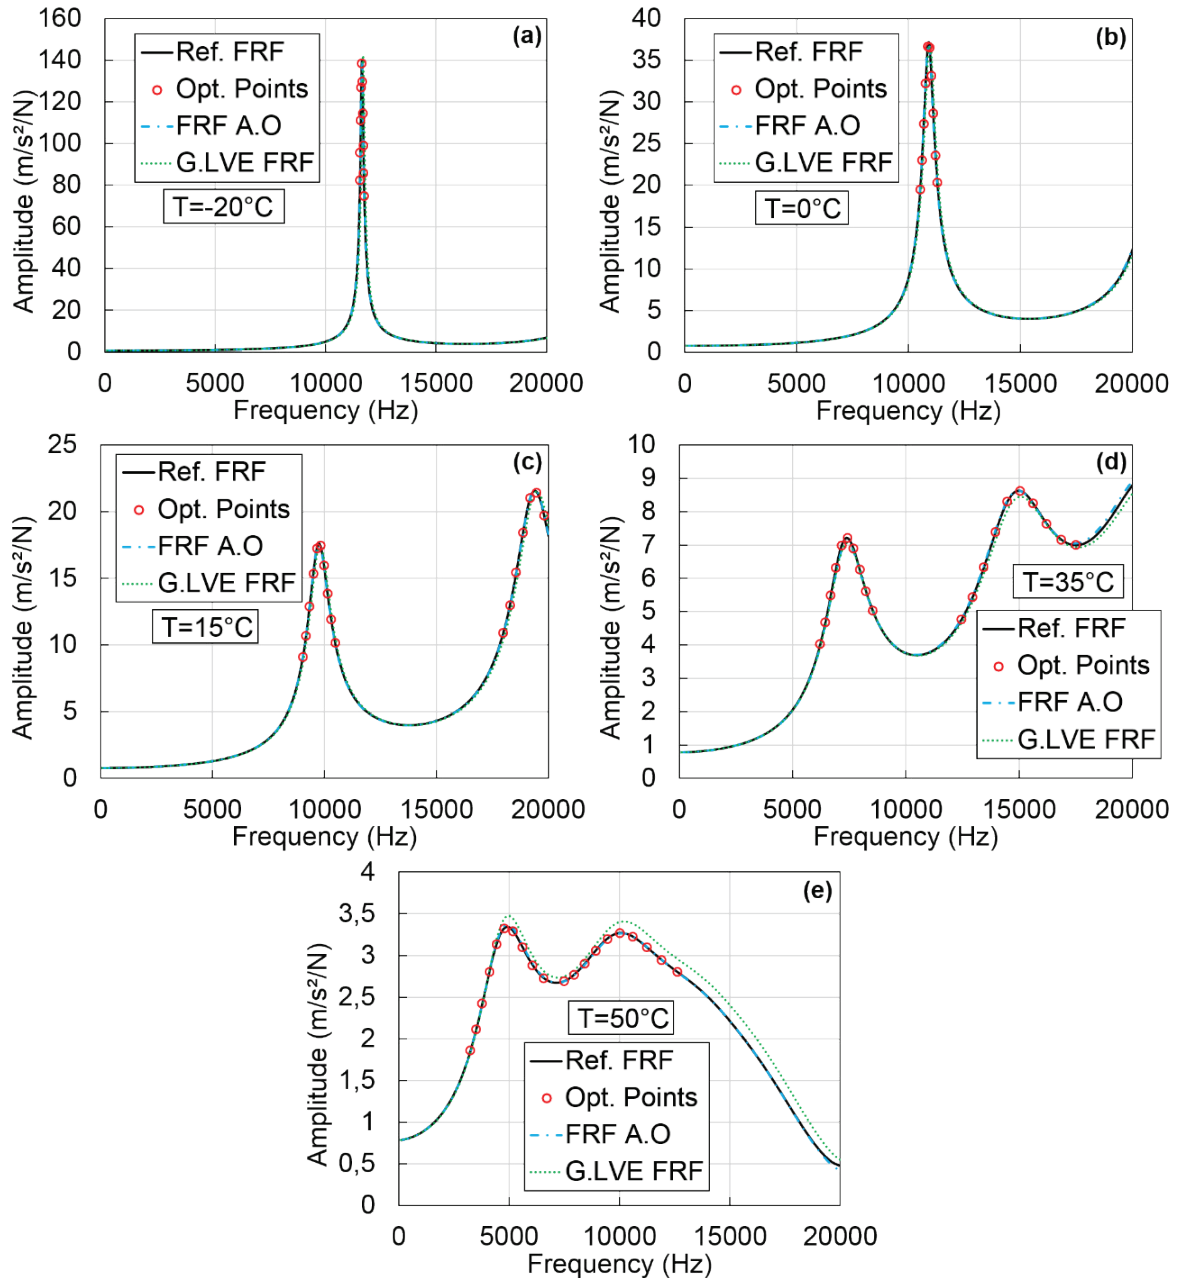 (a)
160
140
120
100
80
60
40
20
0
Amplitude (m/s²/N)
Ref. FRF
Opt. Points
FRF A.O
G.LVE FRF
T=-20°C
0 5000 10000 15000 20000
Frequency (Hz)
(b)
40
35
30
25
20
15
10
5
0
Amplitude (m/s²/N)
Ref. FRF
Opt. Points
FRF A.O
G.LVE FRF
T=0°C
0 5000 10000 15000 20000
Frequency (Hz)
(c)
25
20
15
10
5
0
Amplitude (m/s²/N)
Ref. FRF
Opt. Points
FRF A.O
G.LVE FRF
T=15°C
0 5000 10000 15000 20000
Frequency (Hz)
(d)
10
9
8
7
6
5
4
3
2
1
0
Amplitude (m/s²/N)
T=35°C
Ref. FRF
Opt. Points
FRF A.O
G.LVE FRF
0 5000 10000 15000 20000
Frequency (Hz)
(e)
4
3,5
3
2,5
2
1,5
1
0,5
0
Amplitude (m/s²/N)
T=50°C
Ref. FRF
Opt. Points
FRF A.O
G.LVE FRF
0 5000 10000 15000 20000
Frequency (Hz)